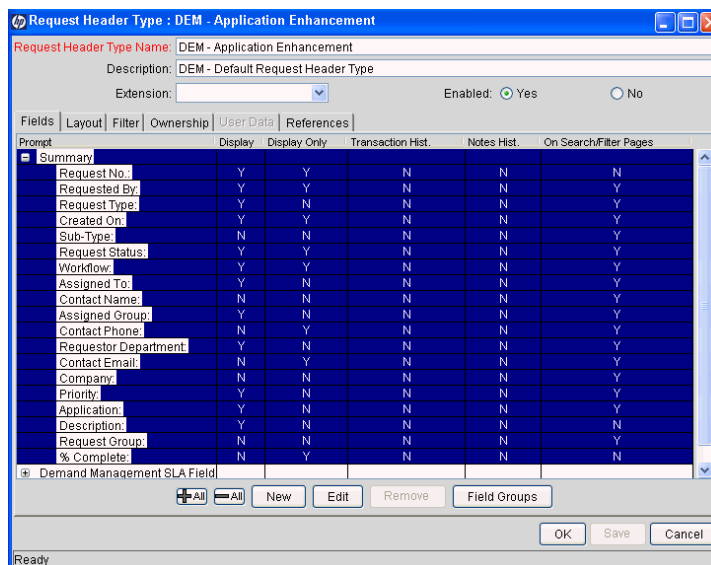 hp Request Header Type : DEM - Application Enhancement
Request Header Type Name: DEM - Application Enhancement
Description: DEM - Default Request Header Type
Extension: Enabled: Yes No
Fields Layout Filter Ownership User Data References
Prompt Display Display Only Transaction Hist. Notes Hist. On Search/Filter Pages
Summary
Request No.: Y Y N N N
Requested By: Y Y N N Y
Request Type: Y N N N Y
Created On: Y Y N N Y
Sub-Type: N N N N Y
Request Status: Y Y N N Y
Workflow: Y Y N N Y
Assigned To: Y N N N Y
Contact Name: N N N N Y
Assigned Group: Y N N N Y
Contact Phone: N Y N N Y
Requestor Department: Y N N N Y
Contact Email: N Y N N Y
Company: N N N N Y
Priority: Y N N N Y
Application: Y N N N Y
Description: Y N N N N
Request Group: N N N N Y
% Complete: N Y N N Y
Demand Management SLA Field
All All New Edit Remove Field Groups
OK Save Cancel
Ready